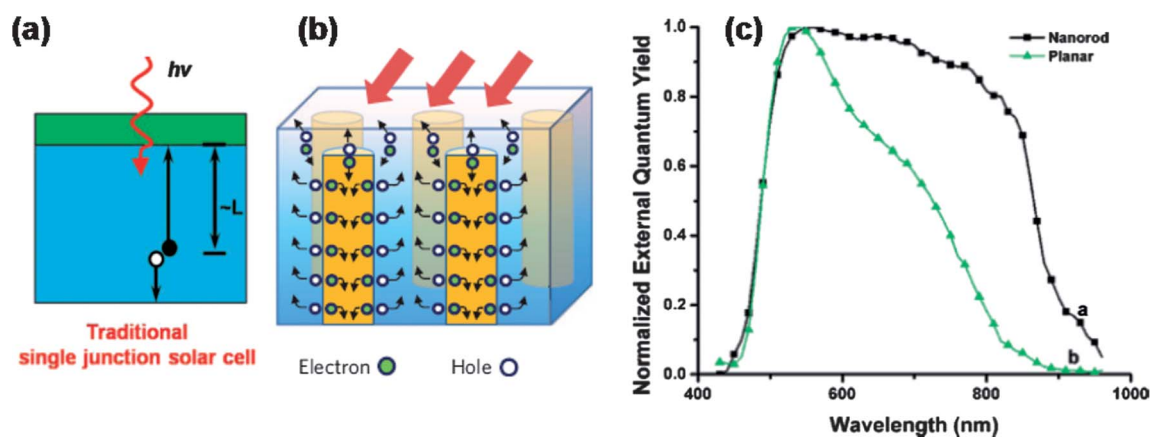 (a)
hν
~L
Traditional
single junction solar cell
(b)
Electron
Hole
(c)
Normalized External Quantum Yield
1.0
0.8
0.6
0.4
0.2
0.0
Nanorod
Planar
a
b
400 600 800 1000
Wavelength (nm)